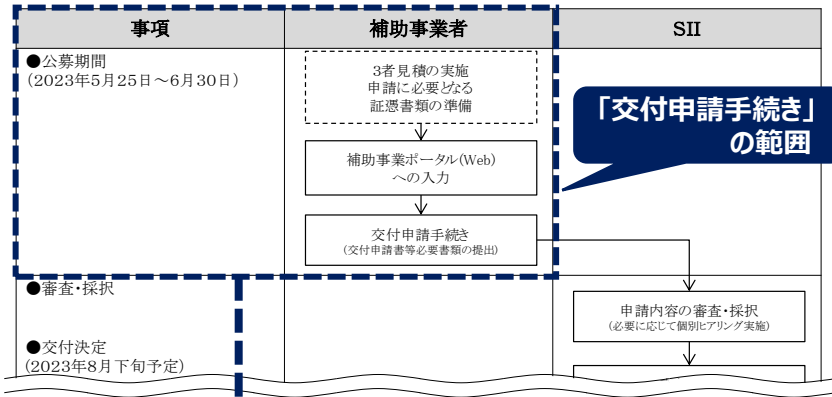 事項
補助事業者
SII
●公募期間
(2023年5月25日～6月30日)
3者見積の実施
申請に必要となる
証憑書類の準備
「交付申請手続き」
の範囲
補助事業ポータル(Web)
への入力
交付申請手続き
(交付申請書等必要書類の提出)
●審査・採択
申請内容の審査・採択
(必要に応じて個別ヒアリング実施)
●交付決定
(2023年8月下旬予定)